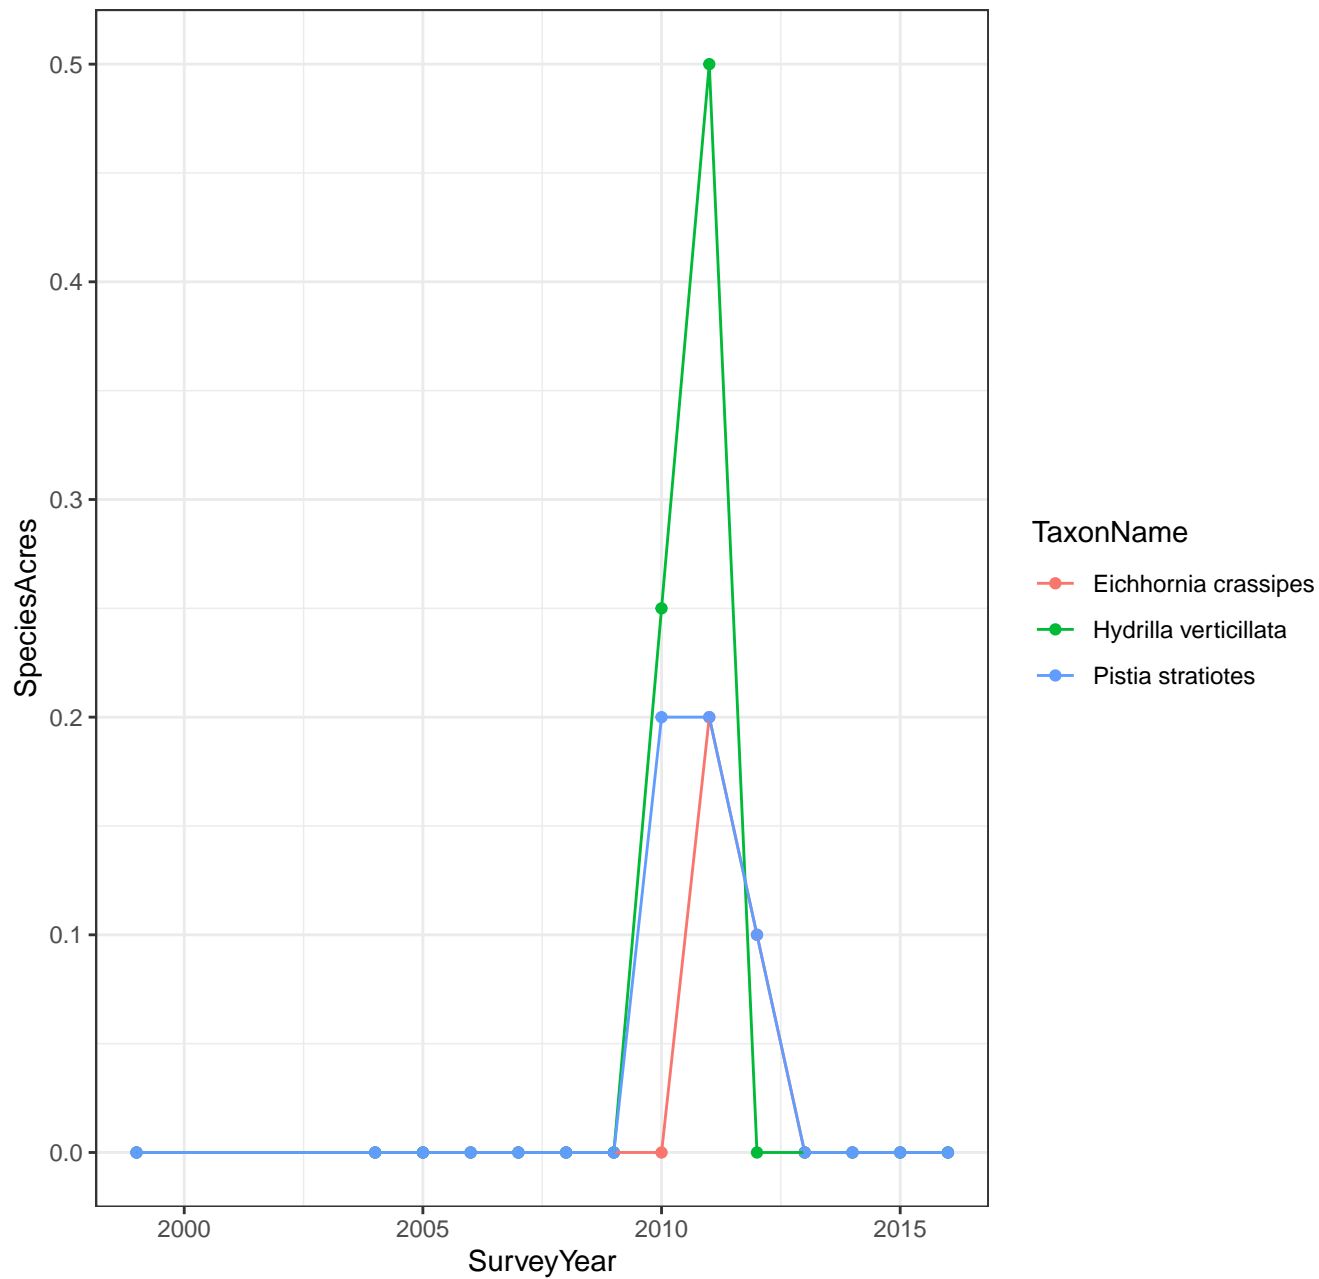 0.5
0.4
0.3
0.2
0.1
0.0
SpeciesAcres
2000 2005 2010 2015
SurveyYear
TaxonName
Eichhornia crassipes
Hydrilla verticillata
Pistia stratiotes